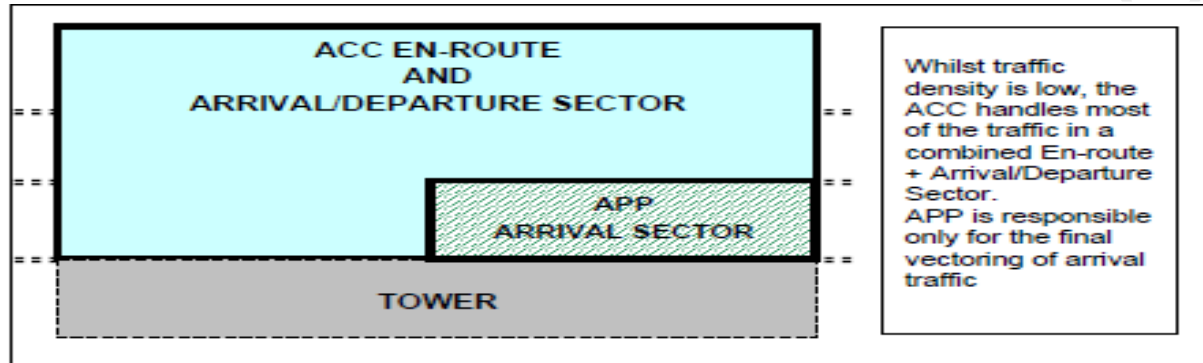 ACC EN-ROUTE
AND
ARRIVAL/DEPARTURE SECTOR
APP
ARRIVAL SECTOR
TOWER
Whilst traffic
density is low, the
ACC handles most
of the traffic in a
combined En-route
+ Arrival/Departure
Sector.
APP is responsible
only for the final
vectoring of arrival
traffic